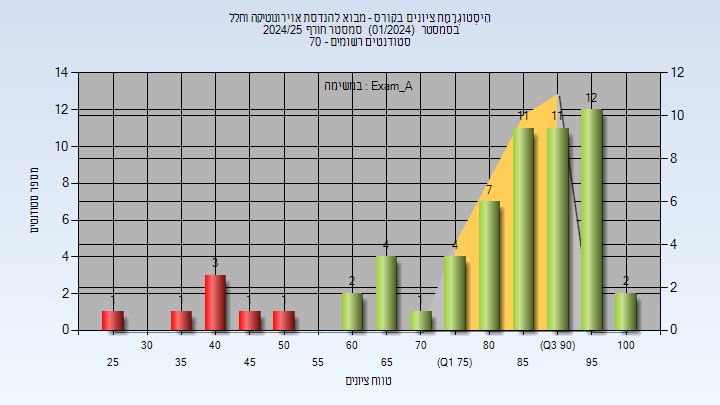 היסטוגרמת ציונים בקורס - מבוא להנדסת אוירונוטיקה וחלל
בסמסטר (01/2024) סמסטר חורף 2024/25
סטודנטים רשומים - 70
במשימה : Exam_A
14 12 10 8 6 4 2 0
12 10 8 6 4 2 0
מספר סטודנטים
1 1 3 1 1 2 4 1 4 7 11 11 12 2
30 40 50 60 70 80 (Q3 90) 100
25 35 45 55 65 (Q1 75) 85 95
טווח ציונים